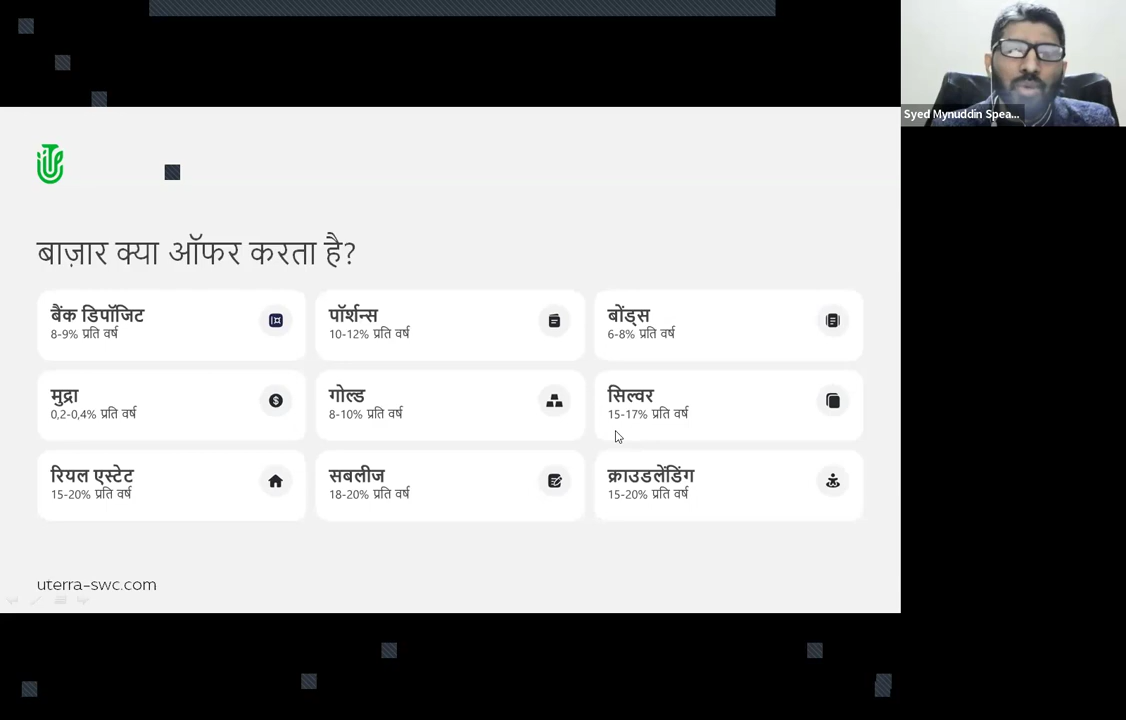 Syed Mynuddin Spea...
बाज़ार क्या ऑफर करता है?
बैंक डिपॉजिट
8-9% प्रति वर्ष
पॉर्शन्स
10-12% प्रति वर्ष
बोंड्स
6-8% प्रति वर्ष
मुद्रा
0,2-0,4% प्रति वर्ष
गोल्ड
8-10% प्रति वर्ष
सिल्वर
15-17% प्रति वर्ष
रियल एस्टेट
15-20% प्रति वर्ष
सबलीज
18-20% प्रति वर्ष
क्राउडलेंडिंग
15-20% प्रति वर्ष
uterra-swc.com